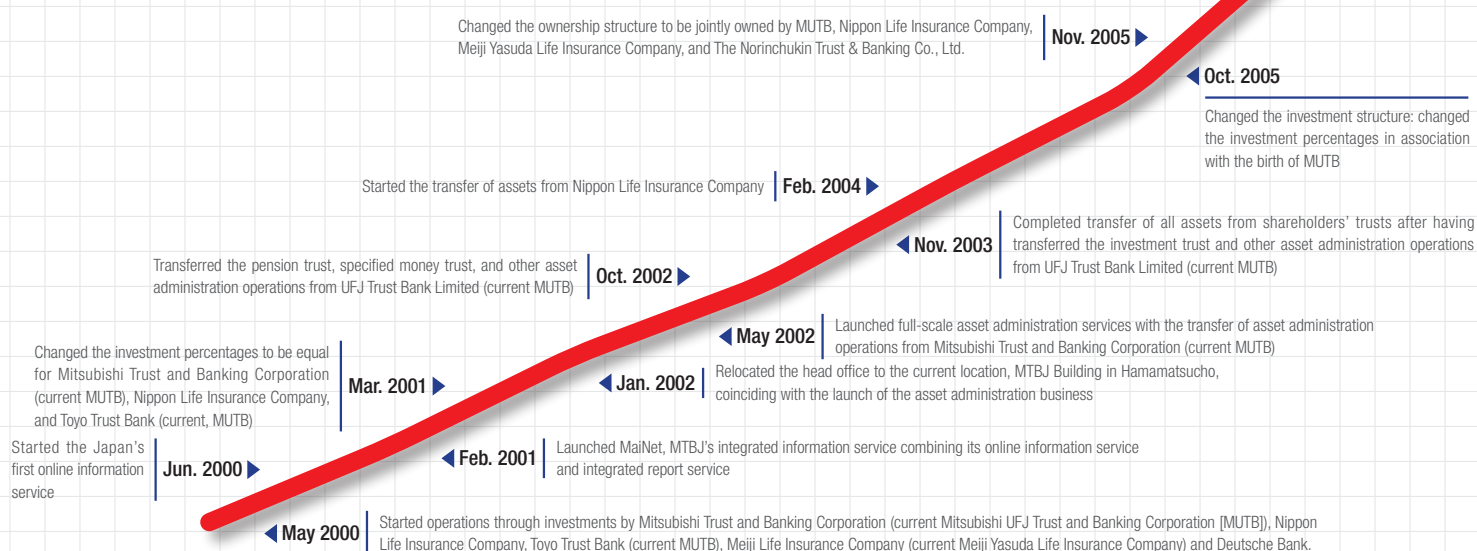 Changed the ownership structure to be jointly owned by MUTB, Nippon Life Insurance Company,
Meiji Yasuda Life Insurance Company, and The Norinchukin Trust & Banking Co., Ltd.
Nov. 2005
Oct. 2005
Changed the investment structure: changed
the investment percentages in association
with the birth of MUTB
Started the transfer of assets from Nippon Life Insurance Company
Feb. 2004
Nov. 2003
Completed transfer of all assets from shareholders' trusts after having
transferred the investment trust and other asset administration operations
from UFJ Trust Bank Limited (current MUTB)
Transferred the pension trust, specified money trust, and other asset
administration operations from UFJ Trust Bank Limited (current MUTB)
Oct. 2002
May 2002
Launched full-scale asset administration services with the transfer of asset administration
operations from Mitsubishi Trust and Banking Corporation (current MUTB)
Changed the investment percentages to be equal
for Mitsubishi Trust and Banking Corporation
(current MUTB), Nippon Life Insurance Company,
and Toyo Trust Bank (current, MUTB)
Mar. 2001
Jan. 2002
Relocated the head office to the current location, MTBJ Building in Hamamatsucho,
coinciding with the launch of the asset administration business
Started the Japan's
first online information
service
Jun. 2000
Feb. 2001
Launched MaiNet, MTBJ's integrated information service combining its online information service
and integrated report service
May 2000
Started operations through investments by Mitsubishi Trust and Banking Corporation (current Mitsubishi UFJ Trust and Banking Corporation [MUTB]), Nippon
Life Insurance Company, Toyo Trust Bank (current MUTB), Meiji Life Insurance Company (current Meiji Yasuda Life Insurance Company) and Deutsche Bank.